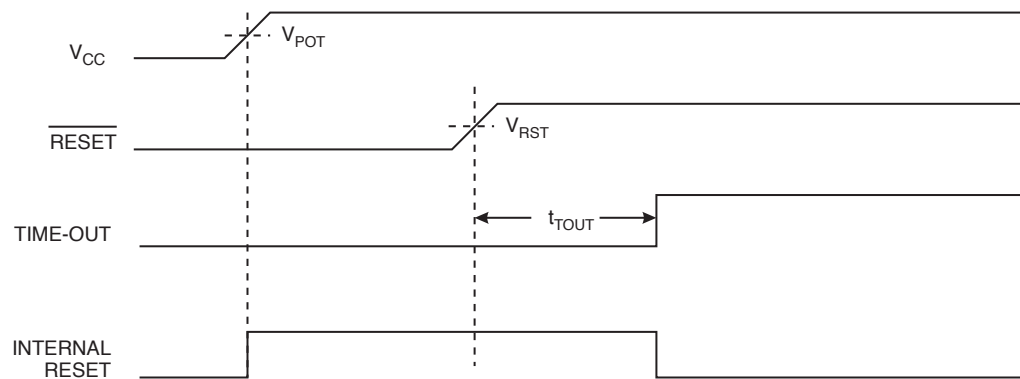 V_CC
V_POT
RESET
V_RST
TIME-OUT
t_TOUT
INTERNAL
RESET